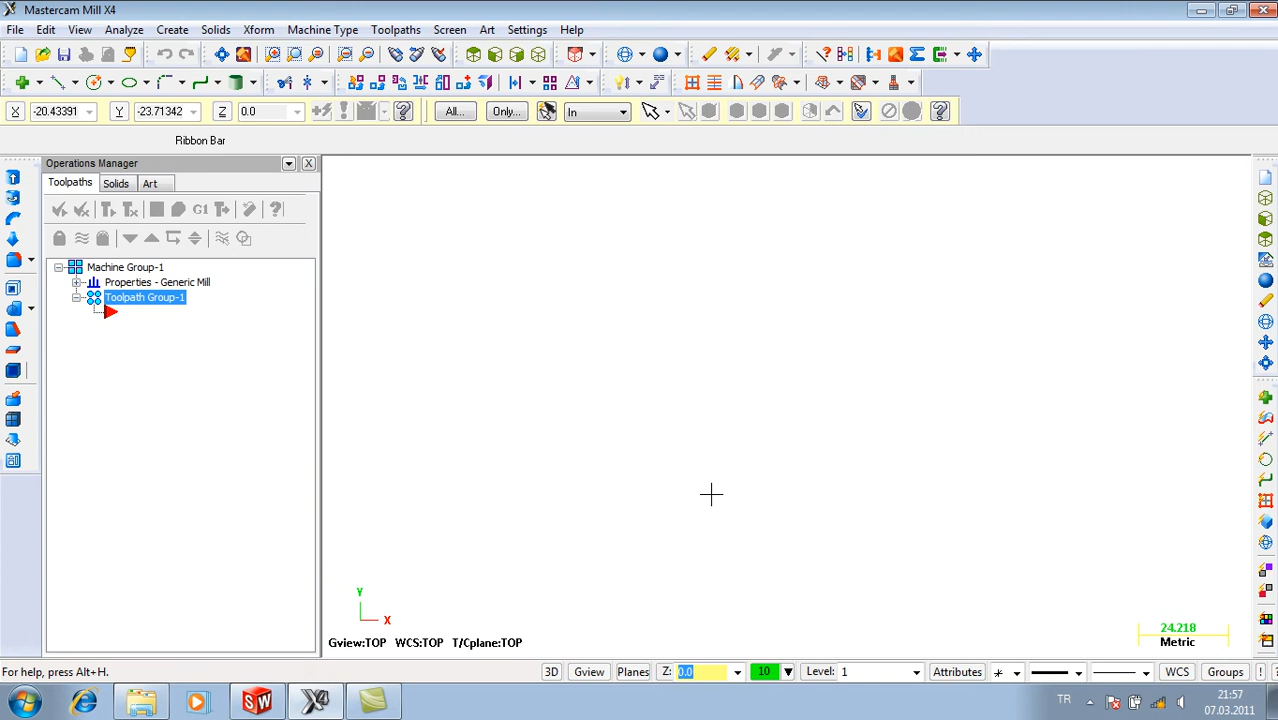 Mastercam Mill X4
File Edit View Analyze Create Solids Xform Machine Type Toolpaths Screen Art Settings Help
X -20.43391 Y -23.71342 Z 0.0 All... Only... In
Ribbon Bar
Operations Manager
Toolpaths Solids Art
G1
Machine Group-1
Properties - Generic Mill
Toolpath Group-1
Y
X
Gview:TOP WCS:TOP T/Cplane:TOP
24.218
Metric
For help, press Alt+H. 3D Gview Planes Z: 0.0 10 Level: 1 Attributes WCS Groups !
SW X4 TR 21:57
07.03.2011